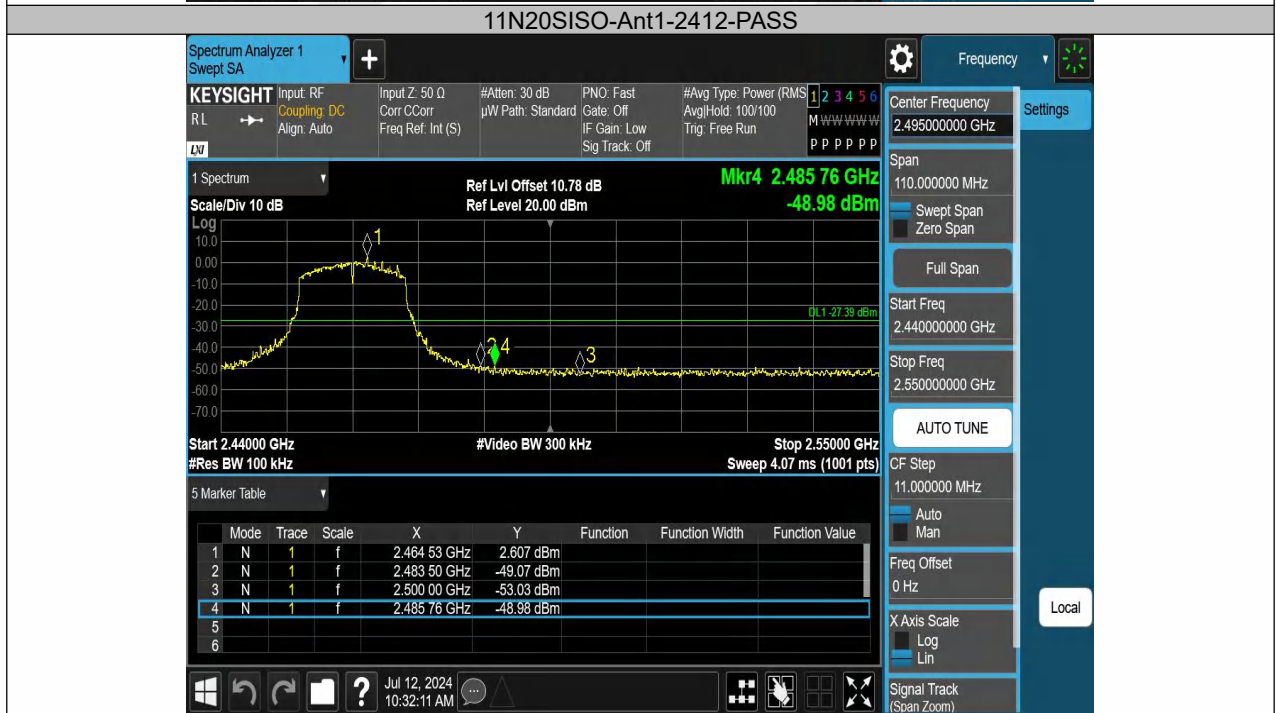 11N20SISO-Ant1-2412-PASS
Spectrum Analyzer 1
Swept SA
+
Frequency
KEYSIGHT
RL
LXI
Input: RF
Coupling: DC
Align: Auto
Input Z: 50 Ω
Corr CCorr
Freq Ref: Int (S)
#Atten: 30 dB
µW Path: Standard
PNO: Fast
Gate: Off
IF Gain: Low
Sig Track: Off
#Avg Type: Power (RMS
Avg|Hold: 100/100
Trig: Free Run
1 2 3 4 5 6
M W W W W W
P P P P P P
1 Spectrum
Scale/Div 10 dB
Ref Lvl Offset 10.78 dB
Ref Level 20.00 dBm
Mkr4 2.485 76 GHz
-48.98 dBm
Log
10.0
0.00
-10.0
-20.0
-30.0
-40.0
-50.0
-60.0
-70.0
1
2
4
3
DL1 -27.39 dBm
Start 2.44000 GHz
#Video BW 300 kHz
Stop 2.55000 GHz
#Res BW 100 kHz
Sweep 4.07 ms (1001 pts)
5 Marker Table
Mode Trace Scale X Y Function Function Width Function Value
1 N 1 f 2.464 53 GHz 2.607 dBm
2 N 1 f 2.483 50 GHz -49.07 dBm
3 N 1 f 2.500 00 GHz -53.03 dBm
4 N 1 f 2.485 76 GHz -48.98 dBm
5
6
?
Jul 12, 2024
10:32:11 AM
Center Frequency
2.495000000 GHz
Settings
Span
110.000000 MHz
Swept Span
Zero Span
Full Span
Start Freq
2.440000000 GHz
Stop Freq
2.550000000 GHz
AUTO TUNE
CF Step
11.000000 MHz
Auto
Man
Freq Offset
0 Hz
Local
X Axis Scale
Log
Lin
Signal Track
(Span Zoom)